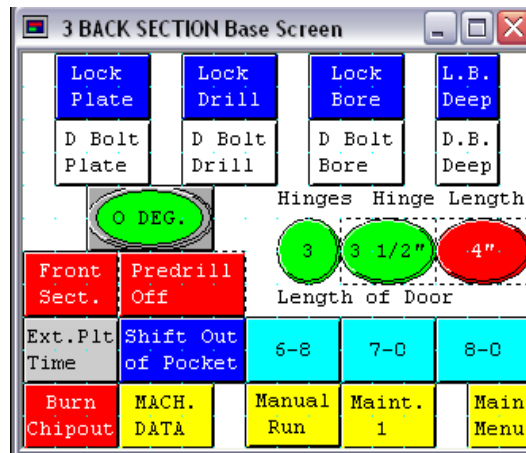 3 BACK SECTION Base Screen
Lock Plate
Lock Drill
Lock Bore
L.B. Deep
D Bolt Plate
D Bolt Drill
D Bolt Bore
D.B. Deep
O DEG.
Hinges Hinge Length
3
3 1/2"
4"
Front Sect.
Predrill Off
Length of Door
Ext.Plt Time
Shift Out of Pocket
6-8
7-0
8-0
Burn Chipout
MACH. DATA
Manual Run
Maint. 1
Main Menu